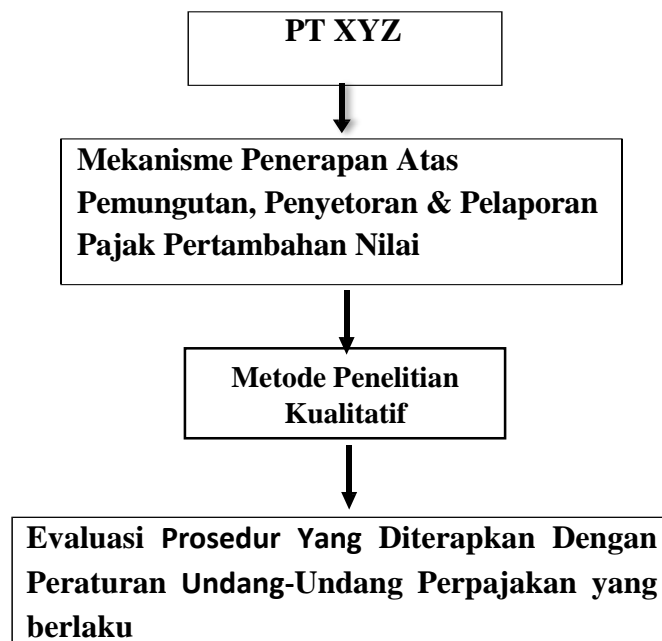 PT XYZ
Mekanisme Penerapan Atas
Pemungutan, Penyetoran & Pelaporan
Pajak Pertambahan Nilai
Metode Penelitian
Kualitatif
Evaluasi Prosedur Yang Diterapkan Dengan
Peraturan Undang-Undang Perpajakan yang
berlaku